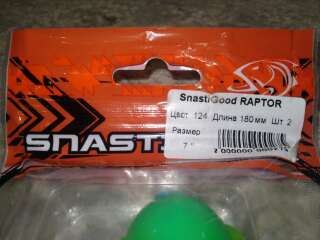 SnastiGood RAPTOR
Цвет 124 Длина 180мм Шт 2
Размер
7"
SNASTI